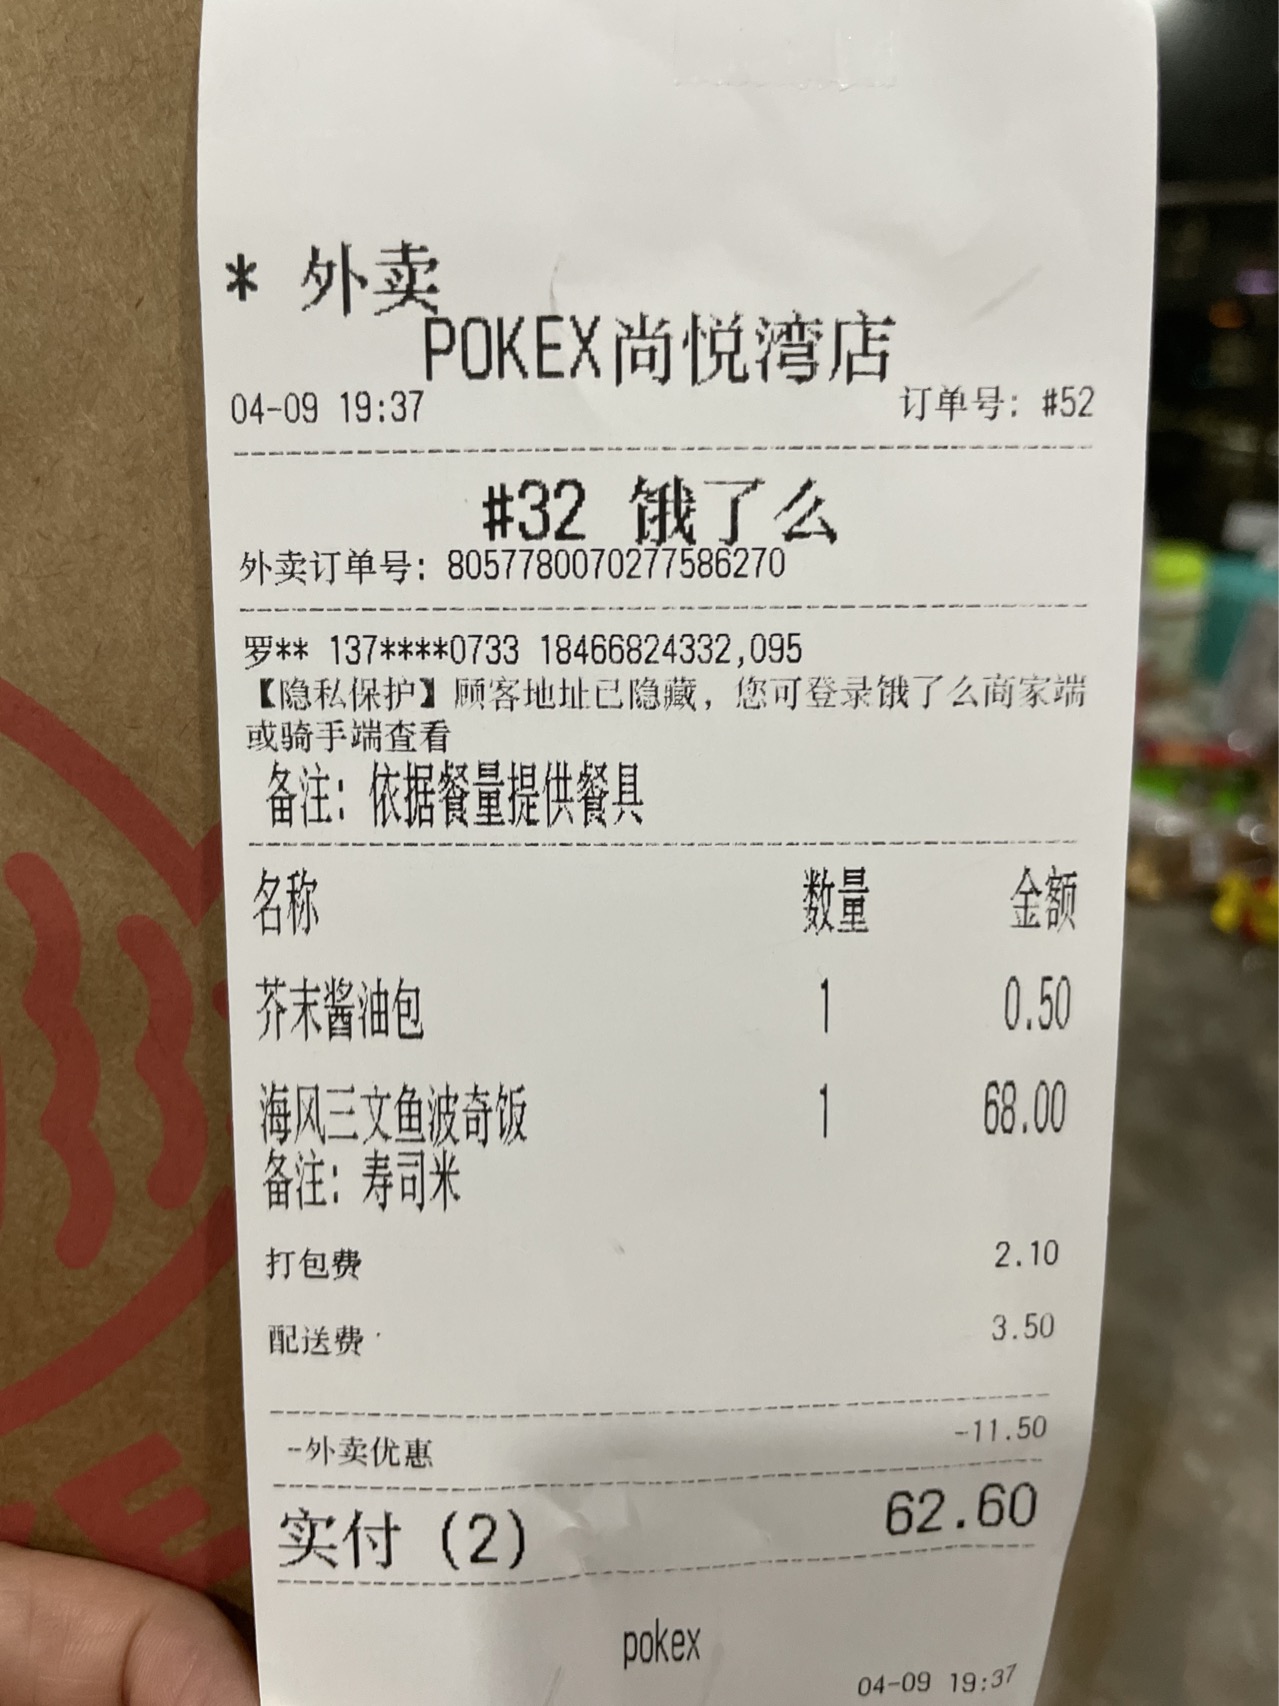 * 外卖
POKEX尚悦湾店
04-09 19:37 订单号: #52
#32 饿了么
外卖订单号: 8057780070277586270
罗** 137****0733 18466824332,095
【隐私保护】顾客地址已隐藏，您可登录饿了么商家端
或骑手端查看
备注: 依据餐量提供餐具
名称 数量 金额
芥末酱油包 1 0.50
海风三文鱼波奇饭 1 68.00
备注: 寿司米
打包费 2.10
配送费 3.50
-外卖优惠 -11.50
实付 (2) 62.60
pokex
04-09 19:37